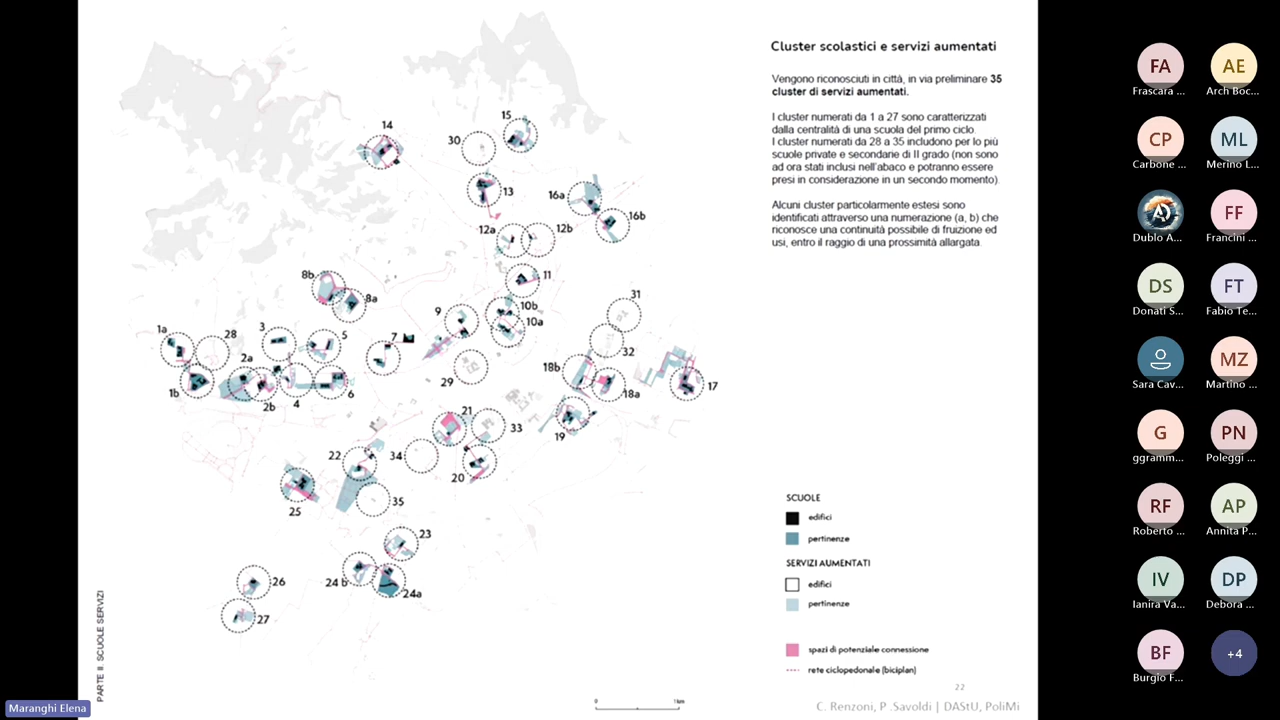 Cluster scolastici e servizi aumentati
Vengono riconosciuti in città, in via preliminare 35
cluster di servizi aumentati.
I cluster numerati da 1 a 27 sono caratterizzati
dalla centralità di una scuola del primo ciclo.
I cluster numerati da 28 a 35 includono per lo più
scuole private e secondarie di II grado (non sono
ad ora stati inclusi nell'abaco e potranno essere
presi in considerazione in un secondo momento).
Alcuni cluster particolarmente estesi sono
identificati attraverso una numerazione (a, b) che
riconosce una continuità possibile di fruizione ed
usi, entro il raggio di una prossimità allargata.
14
15
30
13
16a
16b
12a
12b
11
8b
8a
10b
10a
9
31
32
1a
28
3
5
7
2a
1b
2b
4
6
29
18b
18a
17
19
21
33
34
20
22
35
25
23
24 b
24a
26
27
SCUOLE
edifici
pertinenze
SERVIZI AUMENTATI
edifici
pertinenze
spazi di potenziale connessione
rete ciclopedonale (biciplan)
PARTE II. SCUOLE SERVIZI
0
1km
22
C. Renzoni, P .Savoldi | DAStU, PoliMi
Maranghi Elena
FA
Frascara ...
AE
Arch Boc...
CP
Carbone ...
ML
Merino L...
Dublo A...
FF
Francini ...
DS
Donati S...
FT
Fabio Te...
Sara Cav...
MZ
Martino ...
G
ggramm...
PN
Poleggi ...
RF
Roberto ...
AP
Annita P...
IV
Ianira Va...
DP
Debora ...
BF
Burgio F...
+4